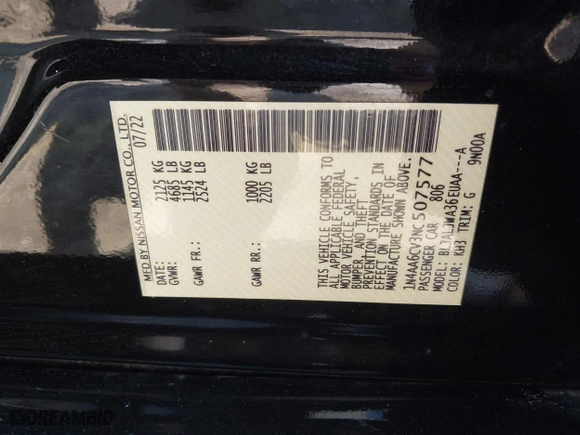 MFD BY NISSAN MOTOR CO., LTD.
07/22
GVWR: 2125 KG
4685 LB
GAWR FR.: 1145 KG
2524 LB
GAWR RR.: 1000 KG
2205 LB
THIS VEHICLE CONFORMS TO
ALL APPLICABLE FEDERAL
MOTOR VEHICLE SAFETY,
BUMPER, AND THEFT
PREVENTION STANDARDS IN
EFFECT ON THE DATE OF
MANUFACTURE SHOWN ABOVE.
1N4AA6CV3NC507577
PASSENGER CAR 806
MODEL: BL7ALJWA36EUAA---A
COLOR: KH3 TRIM: G 9N00A
DREAMBID